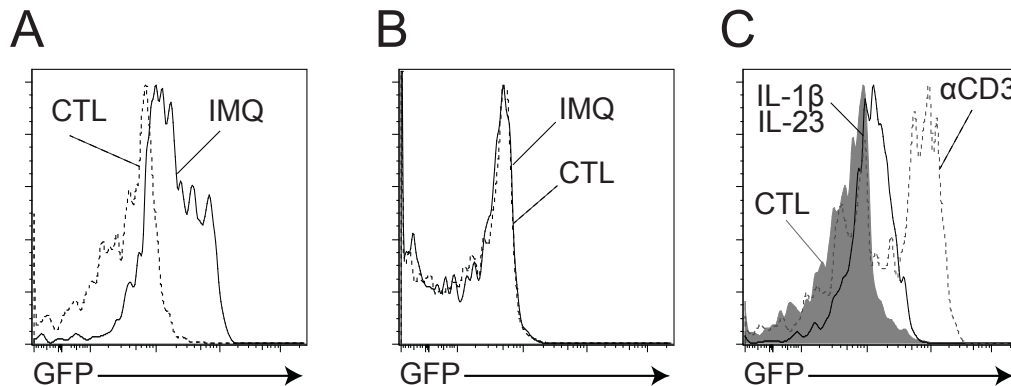 A
B
C
CTL
IMQ
IMQ
CTL
IL-1β
IL-23
αCD3
CTL
GFP
GFP
GFP